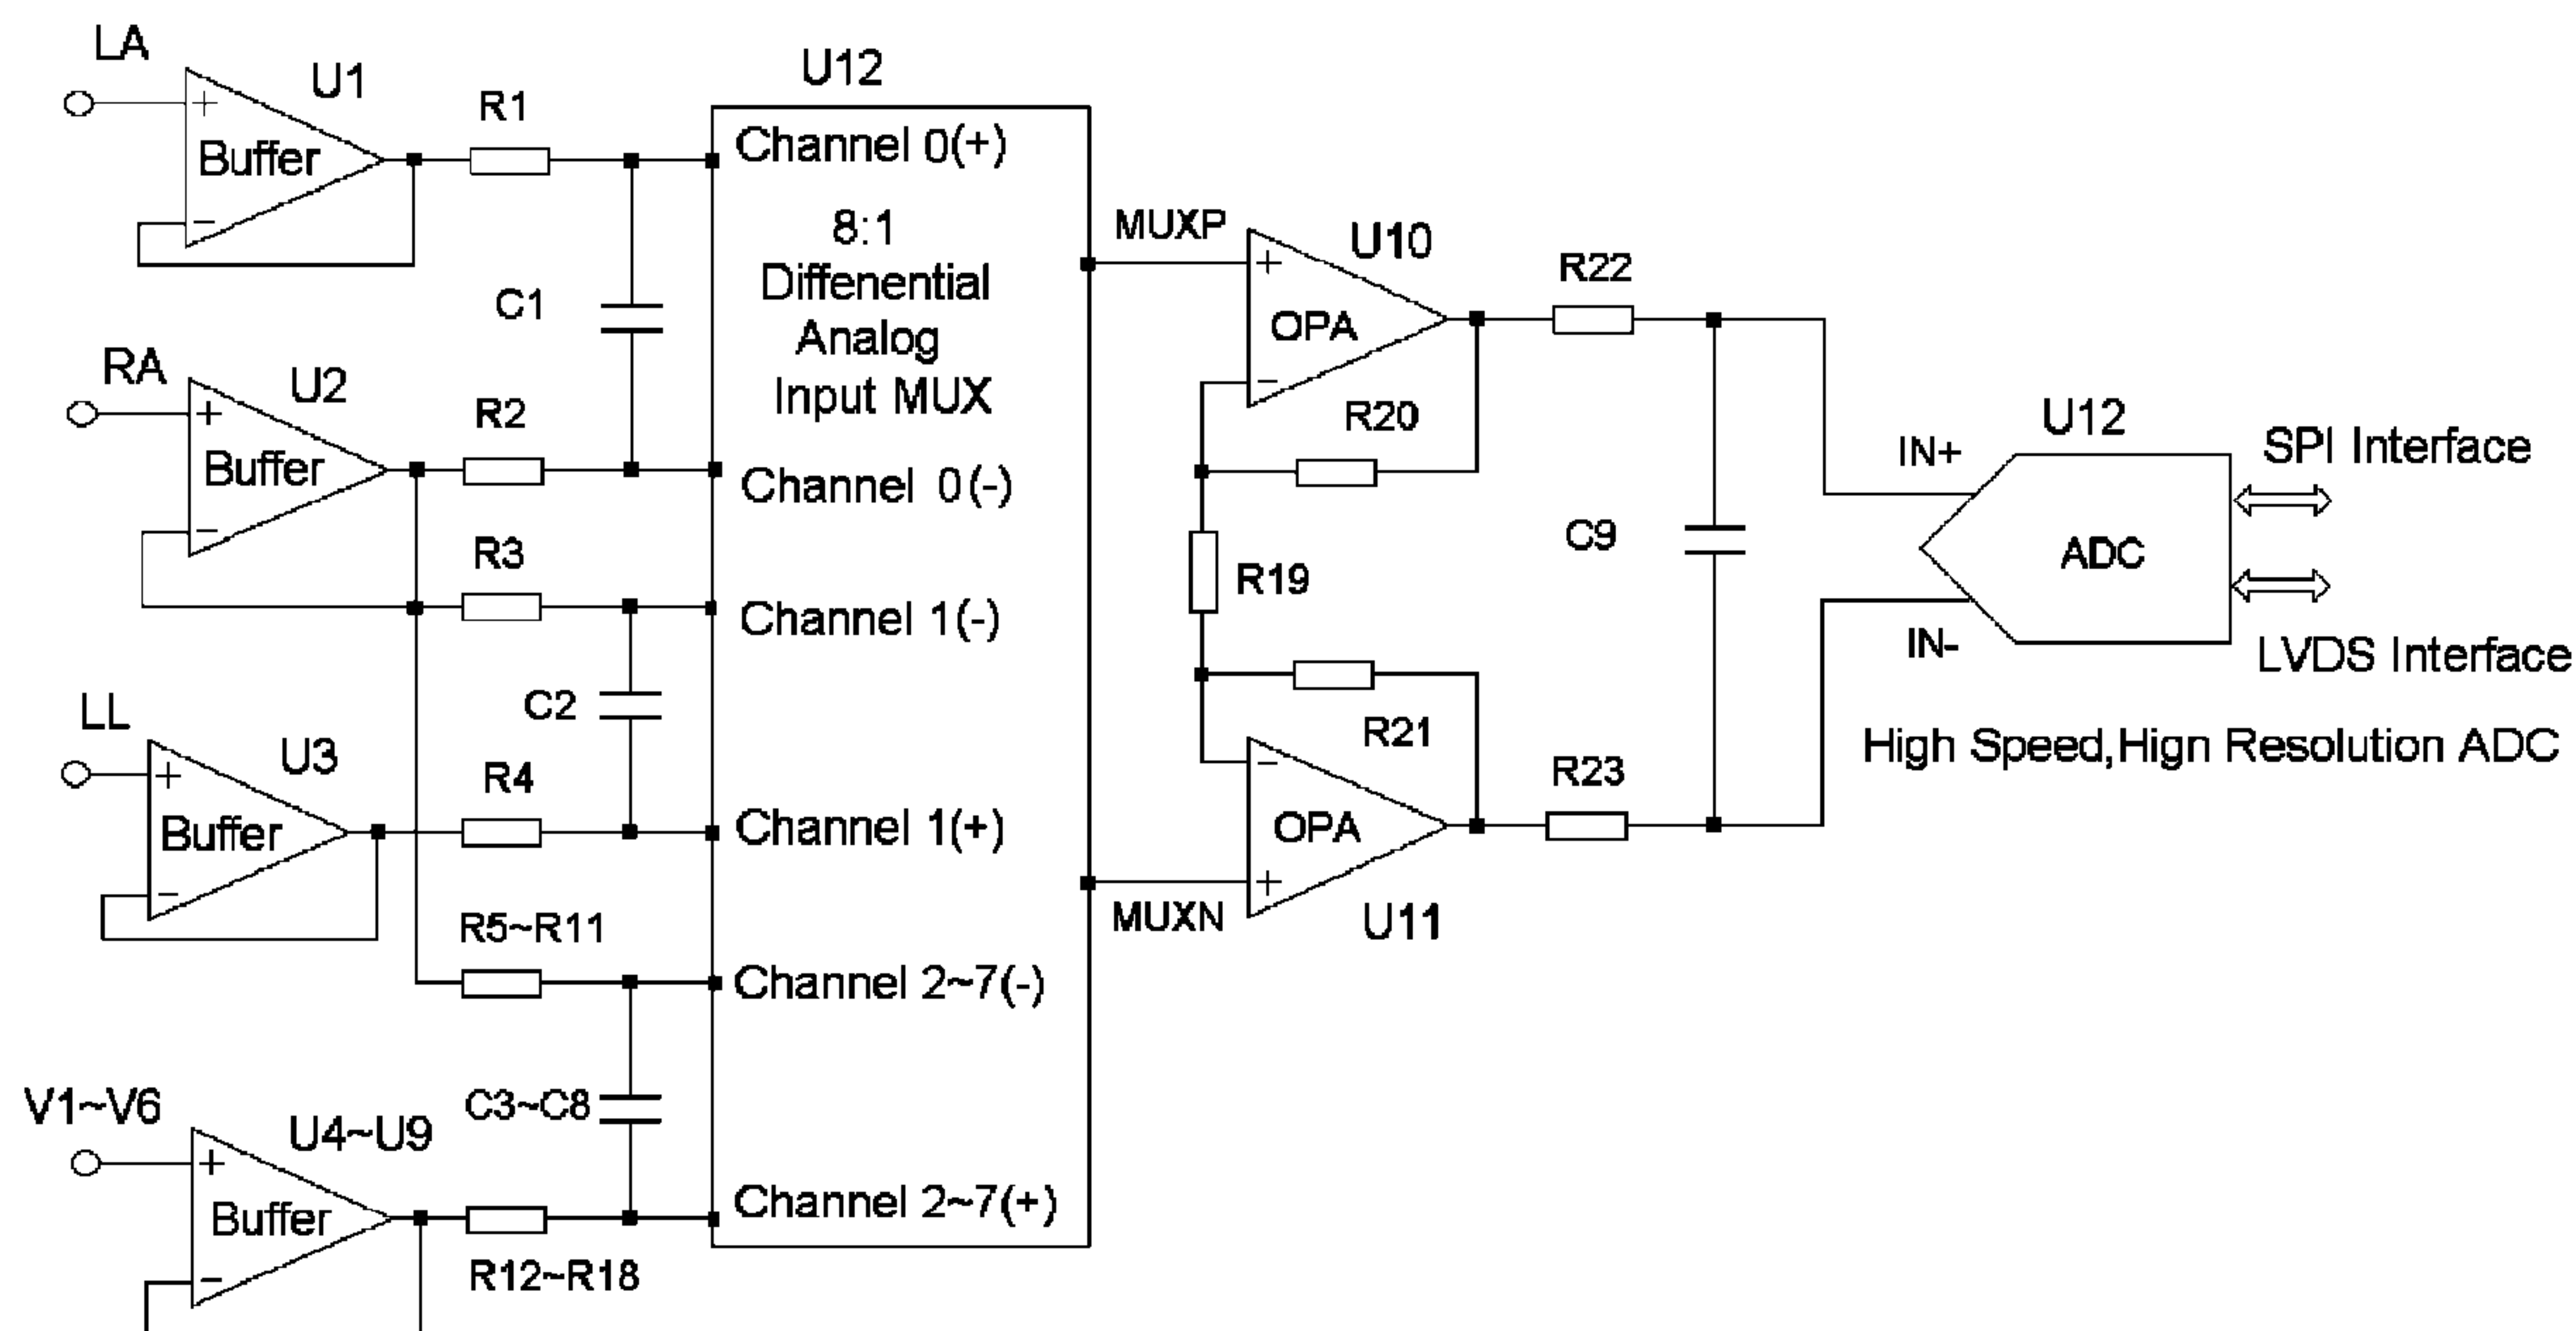 LA
U1
+
Buffer
−
R1
C1
RA
U2
+
Buffer
−
R2
R3
C2
LL
U3
+
Buffer
−
R4
R5~R11
C3~C8
V1~V6
U4~U9
+
Buffer
−
R12~R18
U12
Channel 0(+)
8:1
Diffenential
Analog
Input MUX
Channel 0(-)
Channel 1(-)
Channel 1(+)
Channel 2~7(-)
Channel 2~7(+)
MUXP
+
U10
OPA
−
R20
R19
R21
−
OPA
+
MUXN
U11
R22
C9
R23
IN+
U12
ADC
IN-
SPI Interface
LVDS Interface
High Speed,Hign Resolution ADC